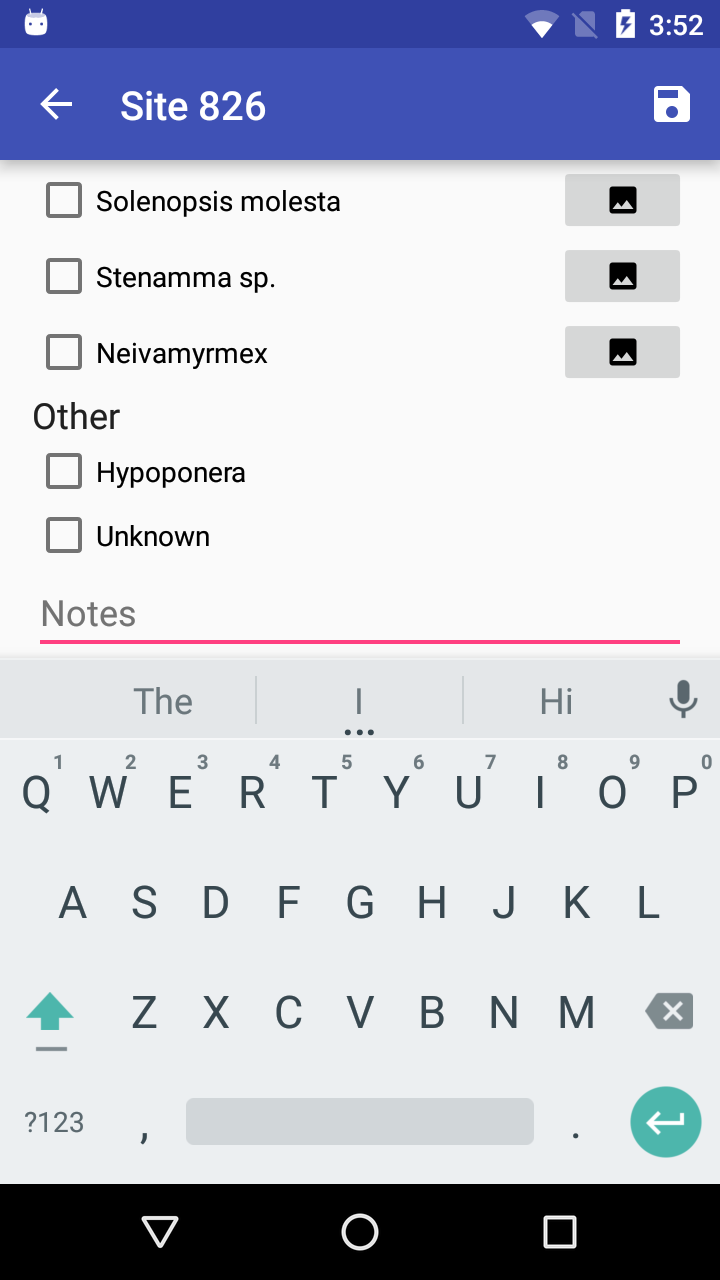 3:52
Site 826
Solenopsis molesta
Stenamma sp.
Neivamyrmex
Other
Hypoponera
Unknown
Notes
The I Hi
1 2 3 4 5 6 7 8 9 0
Q W E R T Y U I O P
A S D F G H J K L
Z X C V B N M
?123 , .